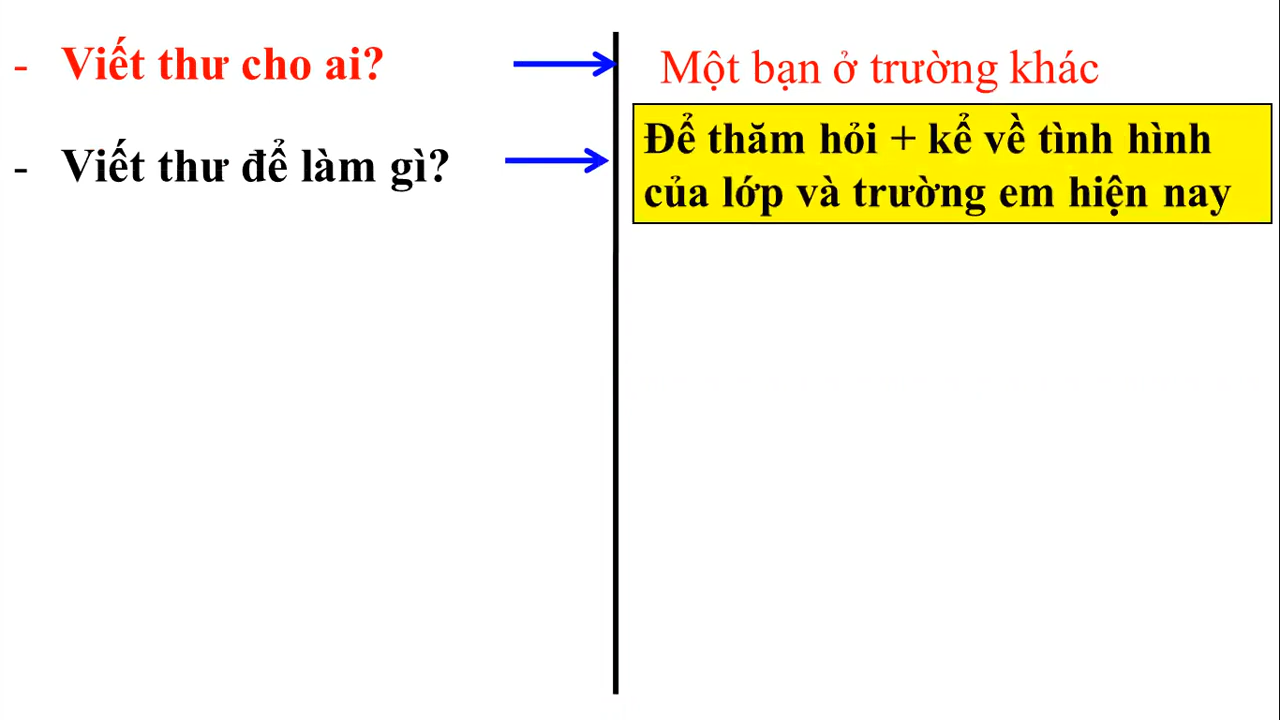 - Viết thư cho ai?
Một bạn ở trường khác
- Viết thư để làm gì?
Để thăm hỏi + kể về tình hình
của lớp và trường em hiện nay